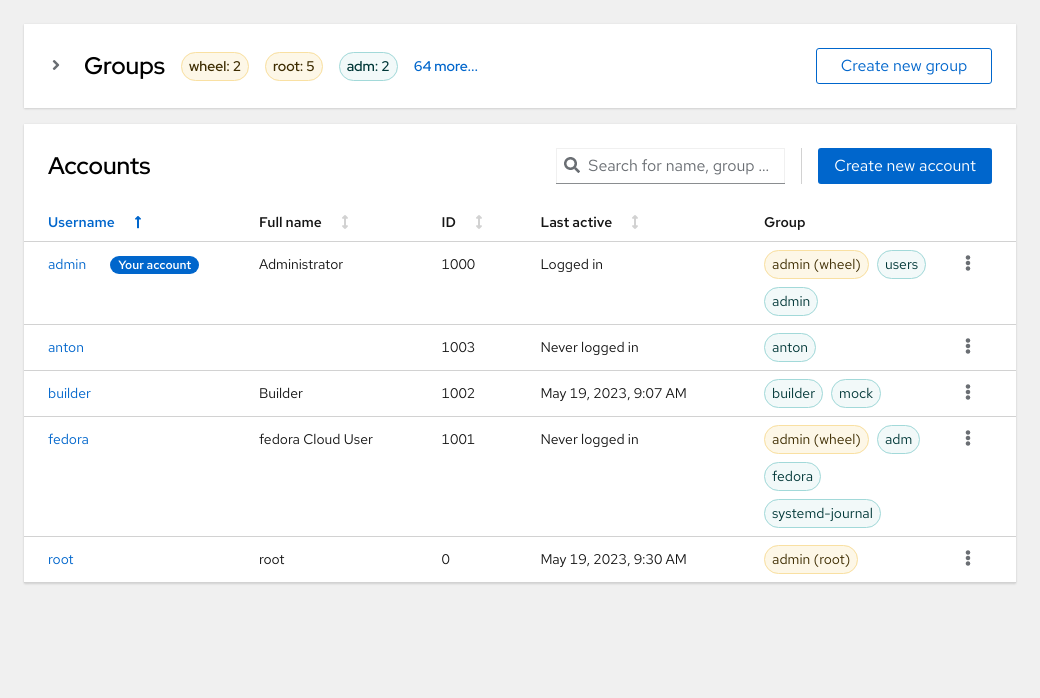 Groups wheel: 2 root: 5 adm: 2 64 more... Create new group
Accounts Search for name, group ... Create new account
Username Full name ID Last active Group
admin Your account Administrator 1000 Logged in admin (wheel) users
admin
anton 1003 Never logged in anton
builder Builder 1002 May 19, 2023, 9:07 AM builder mock
fedora fedora Cloud User 1001 Never logged in admin (wheel) adm
fedora
systemd-journal
root root 0 May 19, 2023, 9:30 AM admin (root)